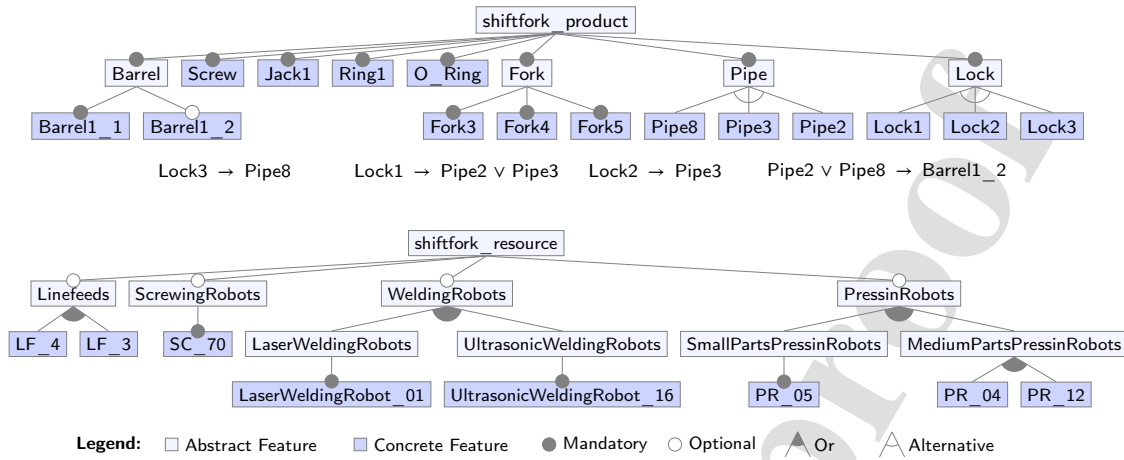 shiftfork_product
Barrel Screw Jack1 Ring1 O_Ring Fork Pipe Lock
Barrel1_1 Barrel1_2 Fork3 Fork4 Fork5 Pipe8 Pipe3 Pipe2 Lock1 Lock2 Lock3
Lock3 → Pipe8 Lock1 → Pipe2 ∨ Pipe3 Lock2 → Pipe3 Pipe2 ∨ Pipe8 → Barrel1_2
shiftfork_resource
Linefeeds ScrewingRobots WeldingRobots PressinRobots
LF_4 LF_3 SC_70 LaserWeldingRobots UltrasonicWeldingRobots SmallPartsPressinRobots MediumPartsPressinRobots
LaserWeldingRobot_01 UltrasonicWeldingRobot_16 PR_05 PR_04 PR_12
Legend: Abstract Feature Concrete Feature Mandatory Optional Or Alternative
proof